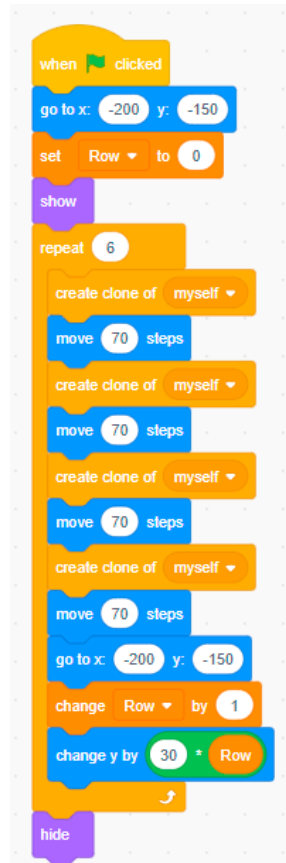 when clicked
go to x: -200 y: -150
set Row to 0
show
repeat 6
create clone of myself
move 70 steps
create clone of myself
move 70 steps
create clone of myself
move 70 steps
create clone of myself
move 70 steps
go to x: -200 y: -150
change Row by 1
change y by 30 * Row
hide